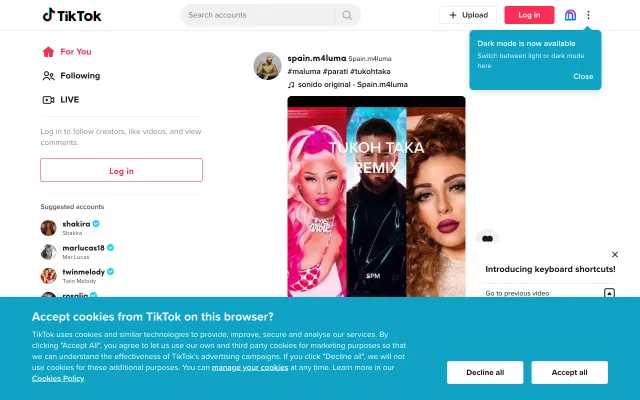 TikTok
Search accounts
Upload
Log in
Dark mode is now available
Switch between light or dark mode
here
Close
For You
Following
LIVE
Log in to follow creators, like videos, and view
comments.
Log in
Suggested accounts
shakira
Shakira
marlucas18
Mar Lucas
twinmelody
Twin Melody
rosalia
spain.m4luma Spain.m4luma
#maluma #parati #tukohtaka
sonido original - Spain.m4luma
TUKOH TAKA
REMIX
SPM
Introducing keyboard shortcuts!
Go to previous video
Accept cookies from TikTok on this browser?
TikTok uses cookies and similar technologies to provide, improve, secure and analyse our services. By
clicking "Accept All", you agree to let us use our own and third party cookies for marketing purposes so that
we can understand the effectiveness of TikTok's advertising campaigns. If you click "Decline all", we will
not use cookies for these additional purposes. You can manage your cookies at any time. Learn more in our
Cookies Policy.
Decline all
Accept all